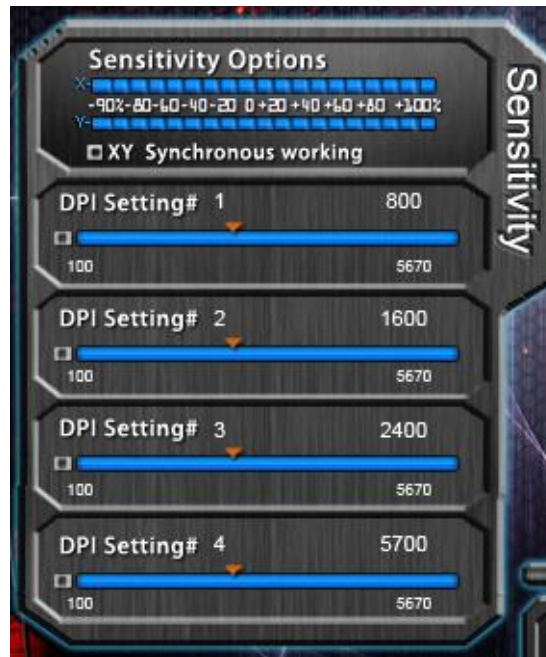 Sensitivity Options
X-
-90%-80-60-40-20 0 +20 +40 +60 +80 +100%
Y-
XY Synchronous working
Sensitivity
DPI Setting# 1 800
100 5670
DPI Setting# 2 1600
100 5670
DPI Setting# 3 2400
100 5670
DPI Setting# 4 5700
100 5670